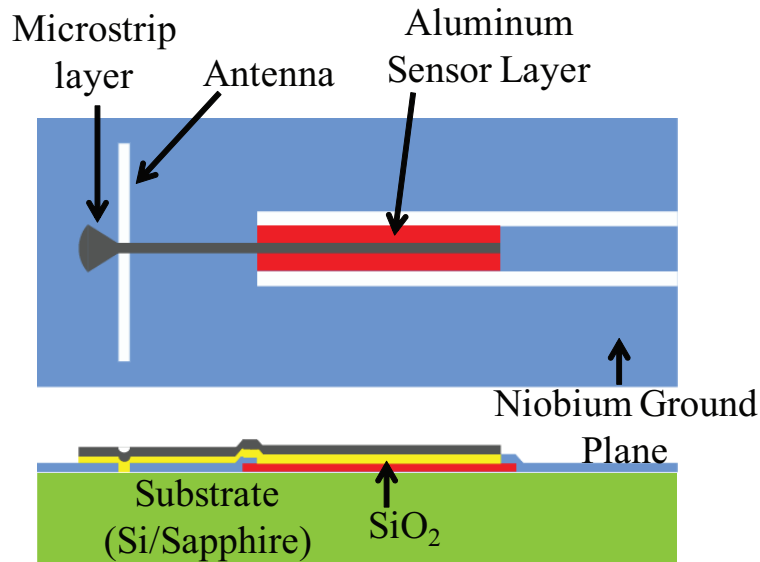 Microstrip
layer
Antenna
Aluminum
Sensor Layer
Niobium Ground
Plane
Substrate
(Si/Sapphire)
SiO₂